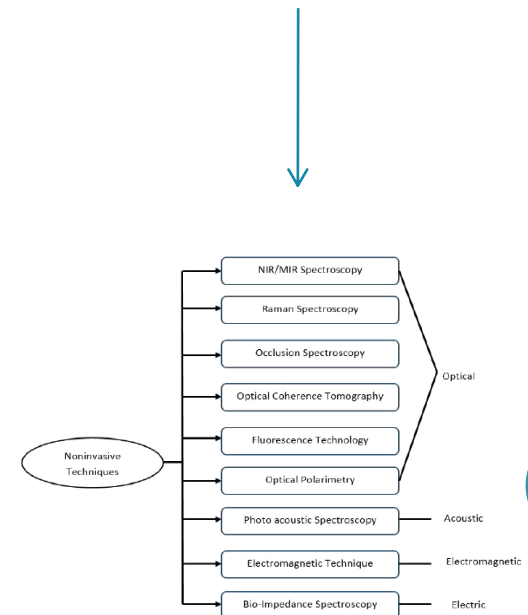 NIR/MIR Spectroscopy
Raman Spectroscopy
Occlusion Spectroscopy
Optical
Optical Coherence Tomography
Fluorescence Technology
Noninvasive
Techniques
Optical Polarimetry
Photo acoustic Spectroscopy
Acoustic
Electromagnetic Technique
Electromagnetic
Bio-Impedance Spectroscopy
Electric